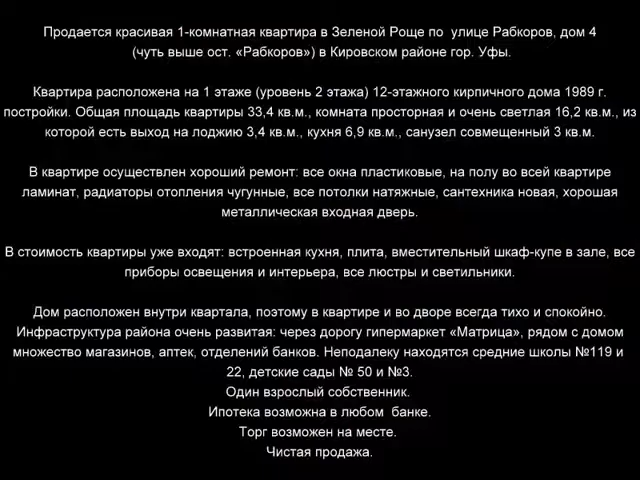 Продается красивая 1-комнатная квартира в Зеленой Роще по улице Рабкоров, дом 4
(чуть выше ост. «Рабкоров») в Кировском районе гор. Уфы.
Квартира расположена на 1 этаже (уровень 2 этажа) 12-этажного кирпичного дома 1989 г.
постройки. Общая площадь квартиры 33,4 кв.м., комната просторная и очень светлая 16,2 кв.м., из
которой есть выход на лоджию 3,4 кв.м., кухня 6,9 кв.м., санузел совмещенный 3 кв.м.
В квартире осуществлен хороший ремонт: все окна пластиковые, на полу во всей квартире
ламинат, радиаторы отопления чугунные, все потолки натяжные, сантехника новая, хорошая
металлическая входная дверь.
В стоимость квартиры уже входят: встроенная кухня, плита, вместительный шкаф-купе в зале, все
приборы освещения и интерьера, все люстры и светильники.
Дом расположен внутри квартала, поэтому в квартире и во дворе всегда тихо и спокойно.
Инфраструктура района очень развитая: через дорогу гипермаркет «Матрица», рядом с домом
множество магазинов, аптек, отделений банков. Неподалеку находятся средние школы №119 и
22, детские сады № 50 и №3.
Один взрослый собственник.
Ипотека возможна в любом банке.
Торг возможен на месте.
Чистая продажа.